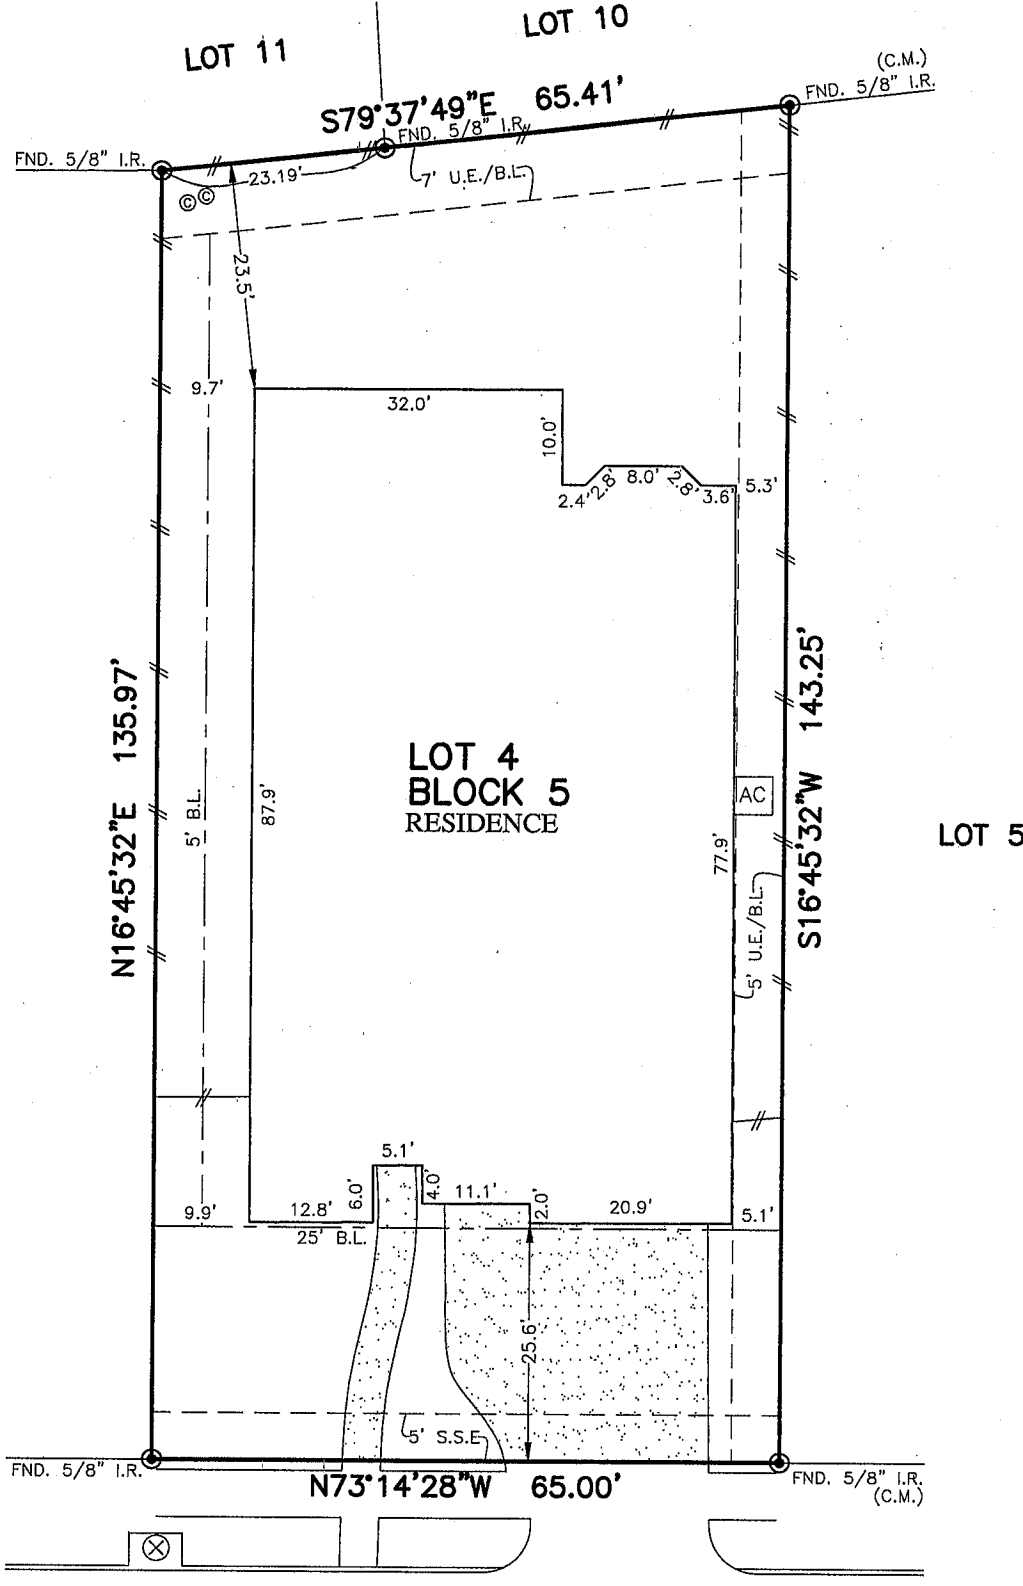 LOT 11
LOT 10
(C.M.)
FND. 5/8" I.R.
S79°37'49"E 65.41'
FND. 5/8" I.R.
FND. 5/8" I.R.
23.19'
7' U.E./B.L.
© ©
23.5'
9.7'
32.0'
10.0'
2.4'
2.8'
8.0'
2.8'
3.6'
5.3'
N16°45'32"E 135.97'
5' B.L.
87.9'
LOT 4
BLOCK 5
RESIDENCE
77.9'
AC
5' U.E./B.L.
S16°45'32"W 143.25'
LOT 5
5.1'
6.0'
4.0'
11.1'
2.0'
9.9'
12.8'
20.9'
5.1'
25' B.L.
25.6'
5' S.S.E
FND. 5/8" I.R.
N73°14'28"W 65.00'
FND. 5/8" I.R.
(C.M.)